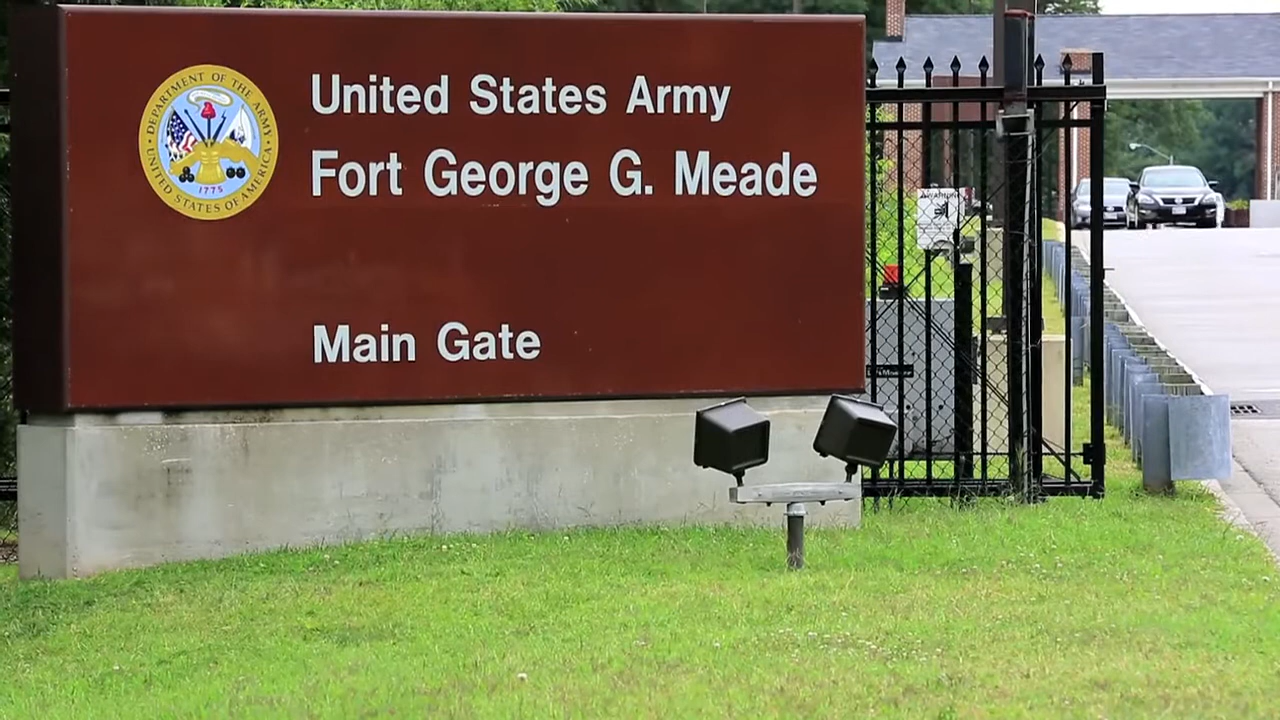 United States Army
Fort George G. Meade
Main Gate
DEPARTMENT OF THE ARMY
UNITED STATES OF AMERICA
1775